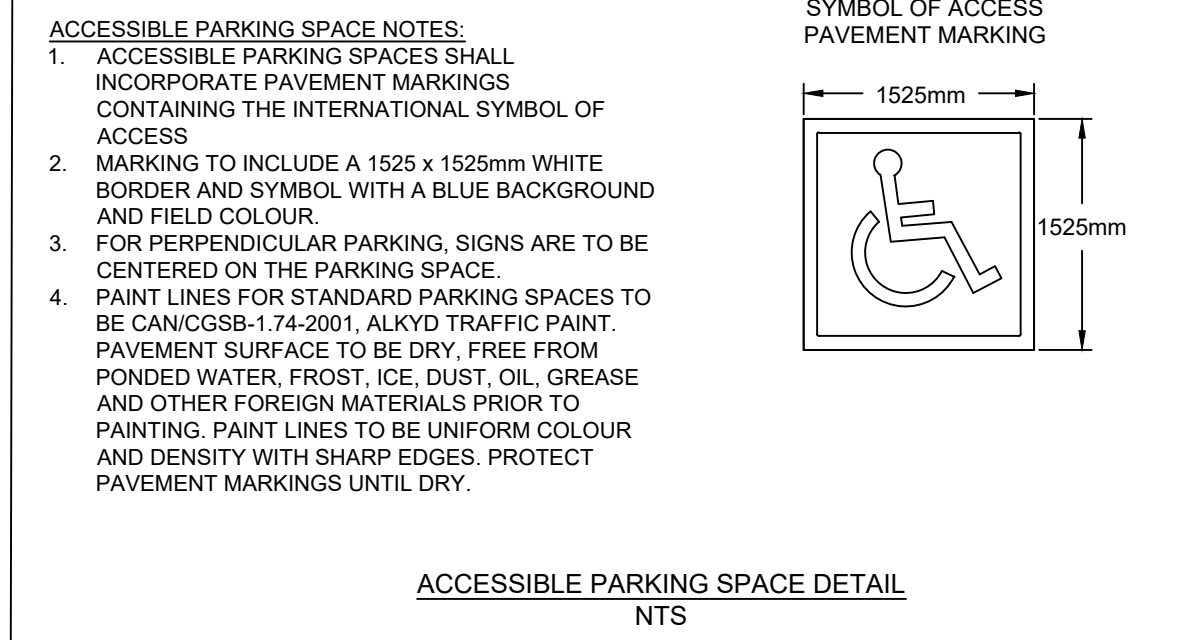 ACCESSIBLE PARKING SPACE NOTES:
1. ACCESSIBLE PARKING SPACES SHALL
INCORPORATE PAVEMENT MARKINGS
CONTAINING THE INTERNATIONAL SYMBOL OF
ACCESS
2. MARKING TO INCLUDE A 1525 x 1525mm WHITE
BORDER AND SYMBOL WITH A BLUE BACKGROUND
AND FIELD COLOUR.
3. FOR PERPENDICULAR PARKING, SIGNS ARE TO BE
CENTERED ON THE PARKING SPACE.
4. PAINT LINES FOR STANDARD PARKING SPACES TO
BE CAN/CGSB-1.74-2001, ALKYD TRAFFIC PAINT.
PAVEMENT SURFACE TO BE DRY, FREE FROM
PONDED WATER, FROST, ICE, DUST, OIL, GREASE
AND OTHER FOREIGN MATERIALS PRIOR TO
PAINTING. PAINT LINES TO BE UNIFORM COLOUR
AND DENSITY WITH SHARP EDGES. PROTECT
PAVEMENT MARKINGS UNTIL DRY.
SYMBOL OF ACCESS
PAVEMENT MARKING
1525mm
1525mm
ACCESSIBLE PARKING SPACE DETAIL
NTS